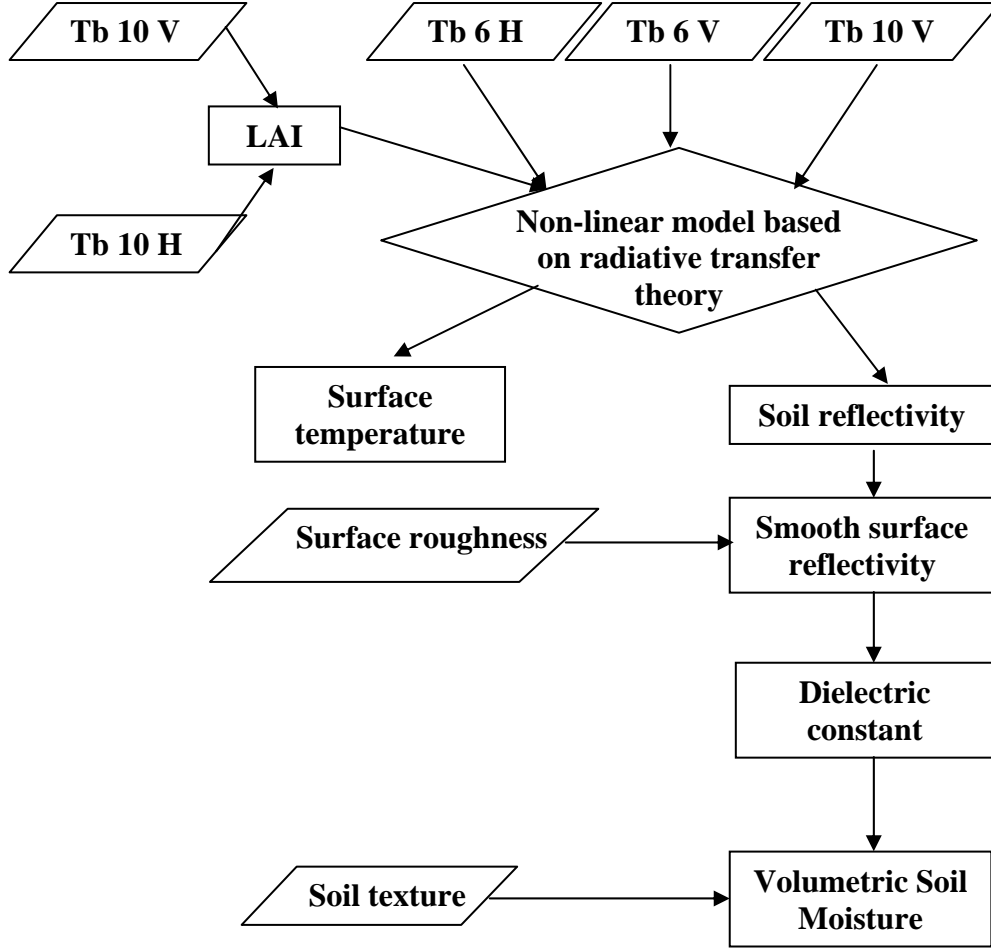 Tb 10 V
Tb 6 H
Tb 6 V
Tb 10 V
LAI
Tb 10 H
Non-linear model based
on radiative transfer
theory
Surface
temperature
Soil reflectivity
Surface roughness
Smooth surface
reflectivity
Dielectric
constant
Soil texture
Volumetric Soil
Moisture